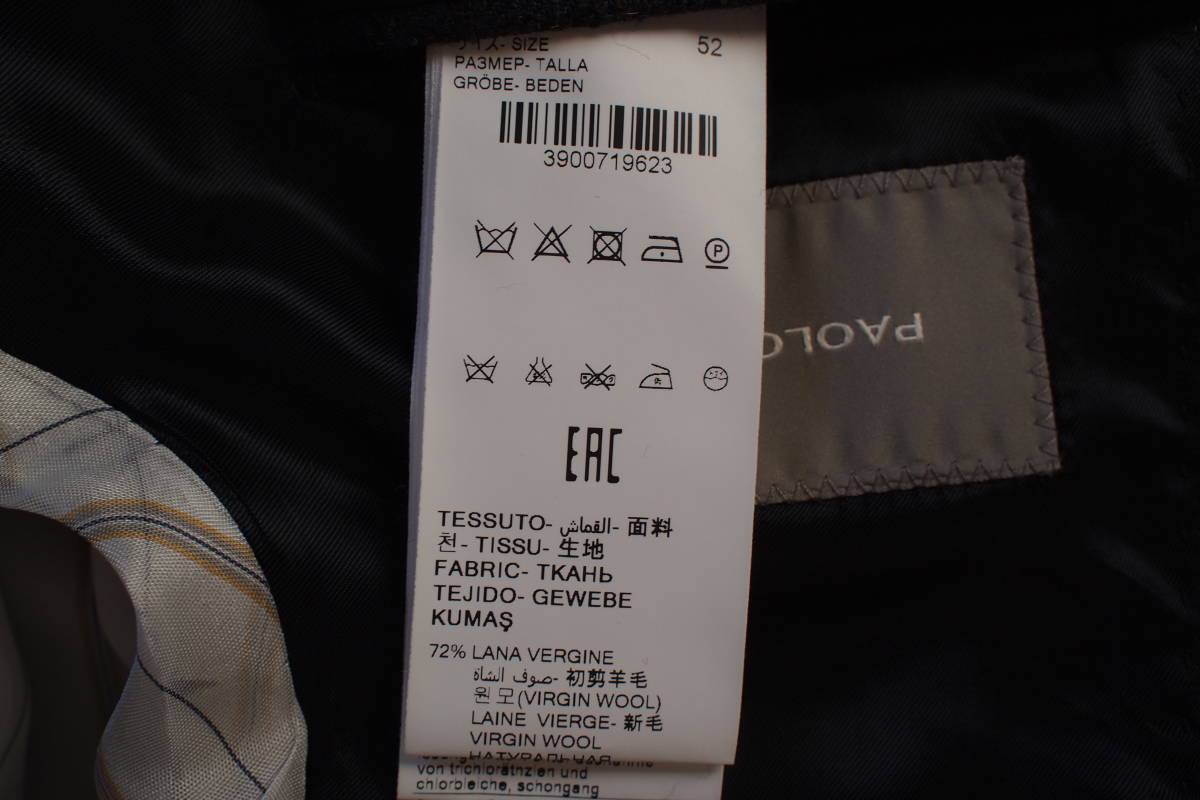 サイズ- SIZE 52
РАЗМЕР- TALLA
GRÖBE- BEDEN
3900719623
P
EAC
TESSUTO- القماش- 面料
천- TISSU- 生地
FABRIC- ТКАНЬ
TEJIDO- GEWEBE
KUMAŞ
72% LANA VERGINE
صوف الشاة- 初剪羊毛
원 모(VIRGIN WOOL)
LAINE VIERGE- 新毛
VIRGIN WOOL
von trichloräthzien und
chlorbleiche, schongang
PAOLO